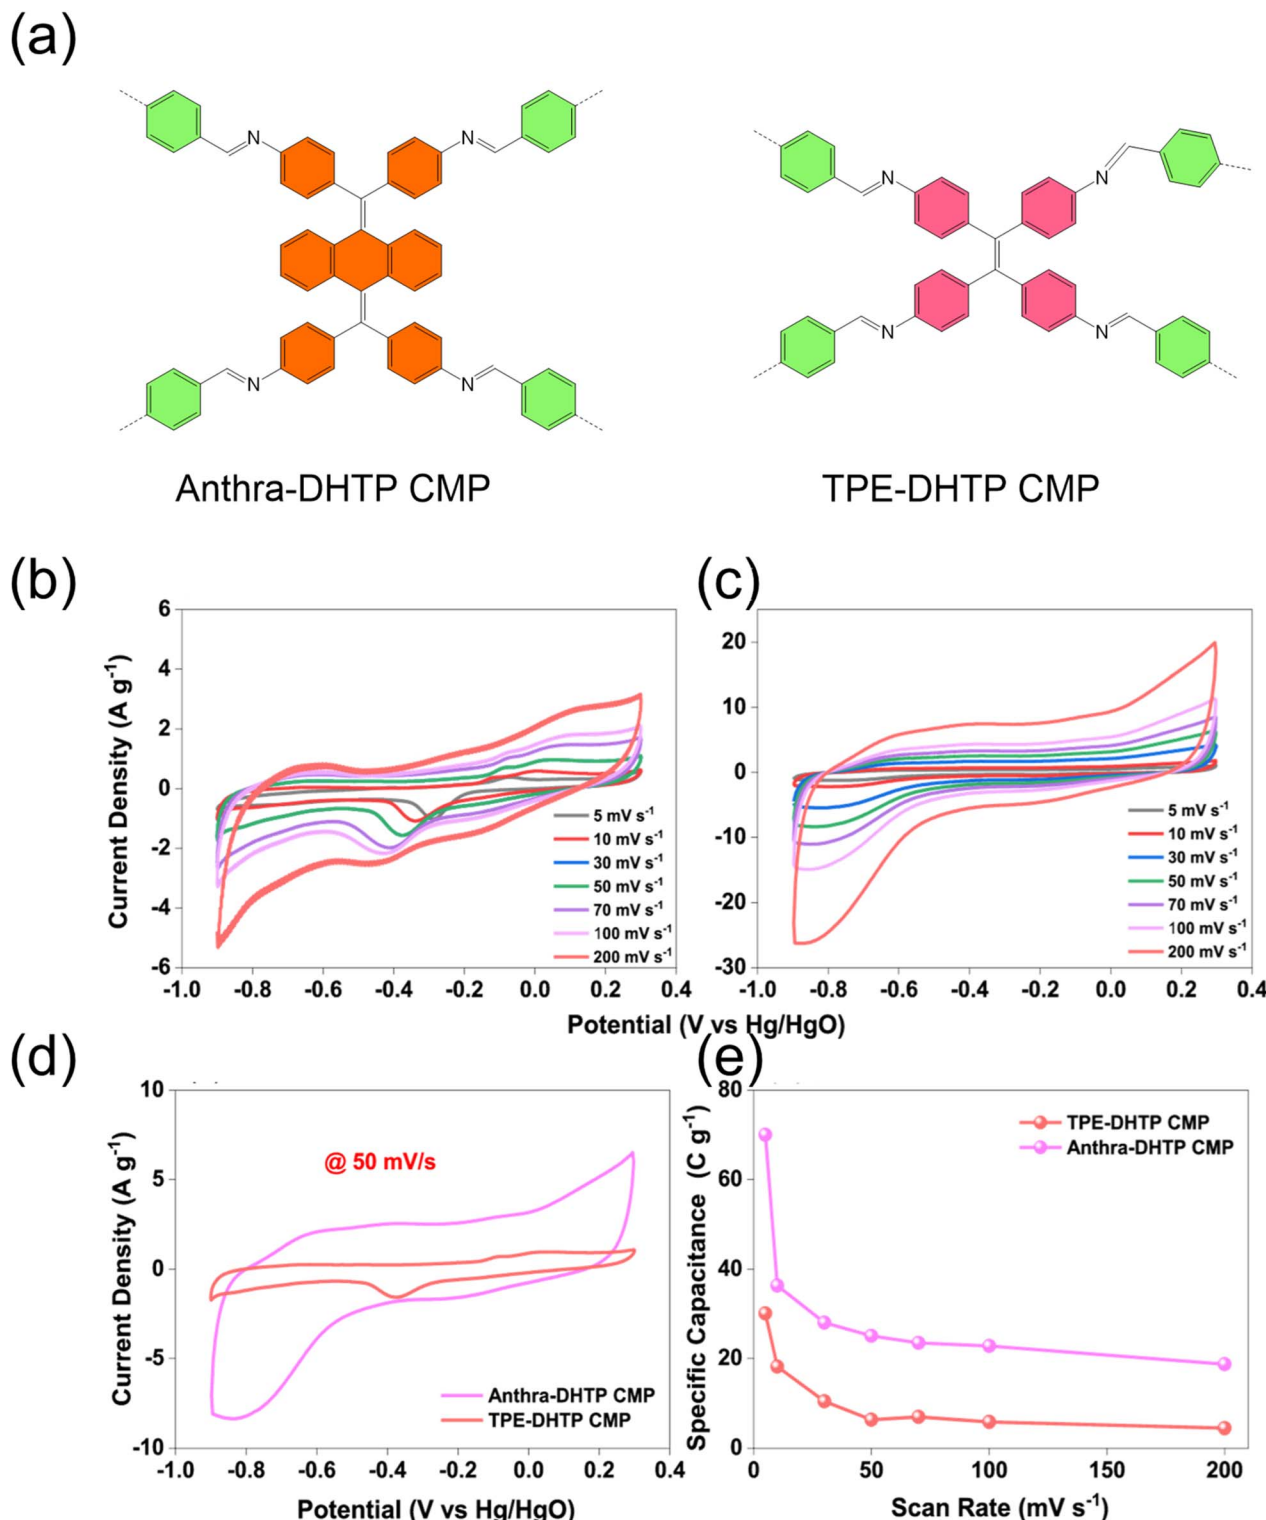 (a)
N
N
N
N
N
N
N
N
Anthra-DHTP CMP
TPE-DHTP CMP
(b)
Current Density (A g⁻¹)
6
4
2
0
-2
-4
-6
-1.0 -0.8 -0.6 -0.4 -0.2 0.0 0.2 0.4
5 mV s⁻¹
10 mV s⁻¹
30 mV s⁻¹
50 mV s⁻¹
70 mV s⁻¹
100 mV s⁻¹
200 mV s⁻¹
(c)
20
10
0
-10
-20
-30
-1.0 -0.8 -0.6 -0.4 -0.2 0.0 0.2 0.4
5 mV s⁻¹
10 mV s⁻¹
30 mV s⁻¹
50 mV s⁻¹
70 mV s⁻¹
100 mV s⁻¹
200 mV s⁻¹
Potential (V vs Hg/HgO)
(d)
Current Density (A g⁻¹)
10
5
0
-5
-10
@ 50 mV/s
Anthra-DHTP CMP
TPE-DHTP CMP
-1.0 -0.8 -0.6 -0.4 -0.2 0.0 0.2 0.4
Potential (V vs Hg/HgO)
(e)
Specific Capacitance (C g⁻¹)
80
60
40
20
0
TPE-DHTP CMP
Anthra-DHTP CMP
0 50 100 150 200
Scan Rate (mV s⁻¹)